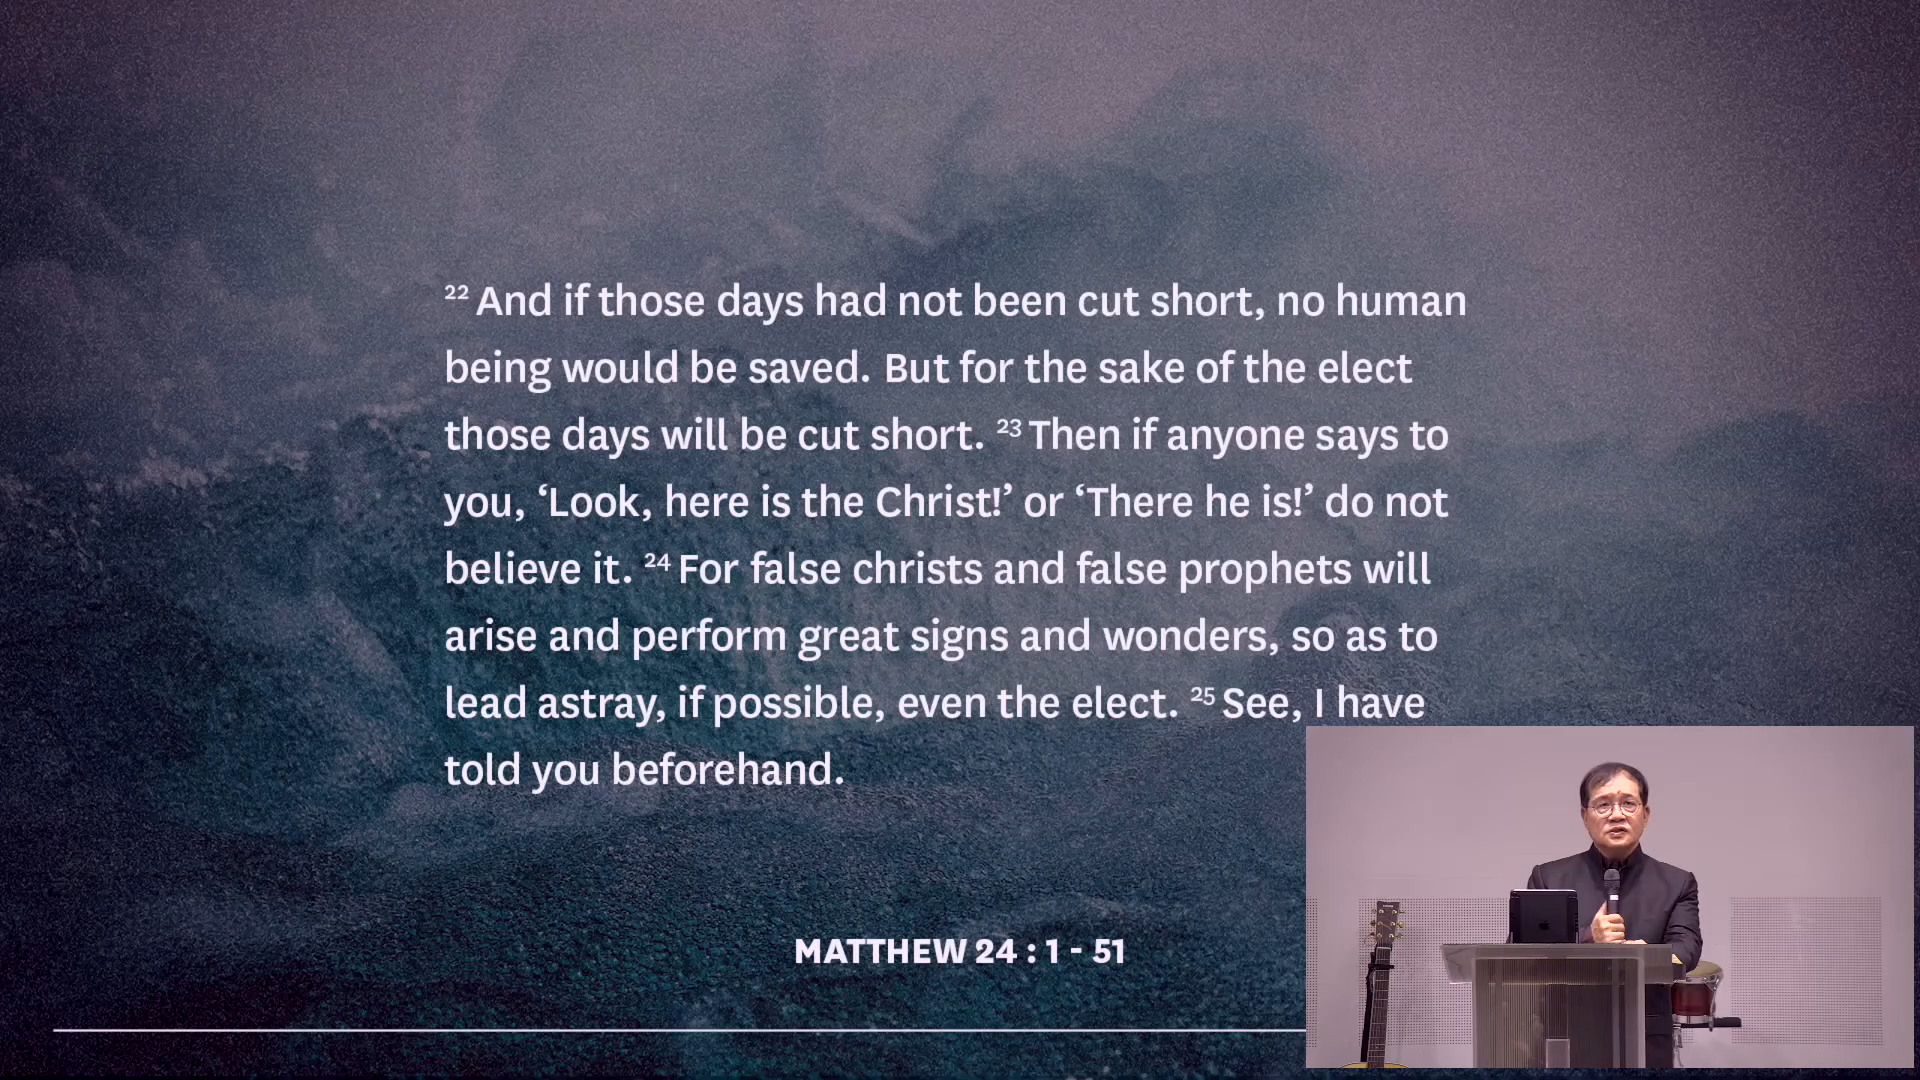 ²² And if those days had not been cut short, no human
being would be saved. But for the sake of the elect
those days will be cut short. ²³ Then if anyone says to
you, ‘Look, here is the Christ!’ or ‘There he is!’ do not
believe it. ²⁴ For false christs and false prophets will
arise and perform great signs and wonders, so as to
lead astray, if possible, even the elect. ²⁵ See, I have
told you beforehand.
MATTHEW 24 : 1 - 51